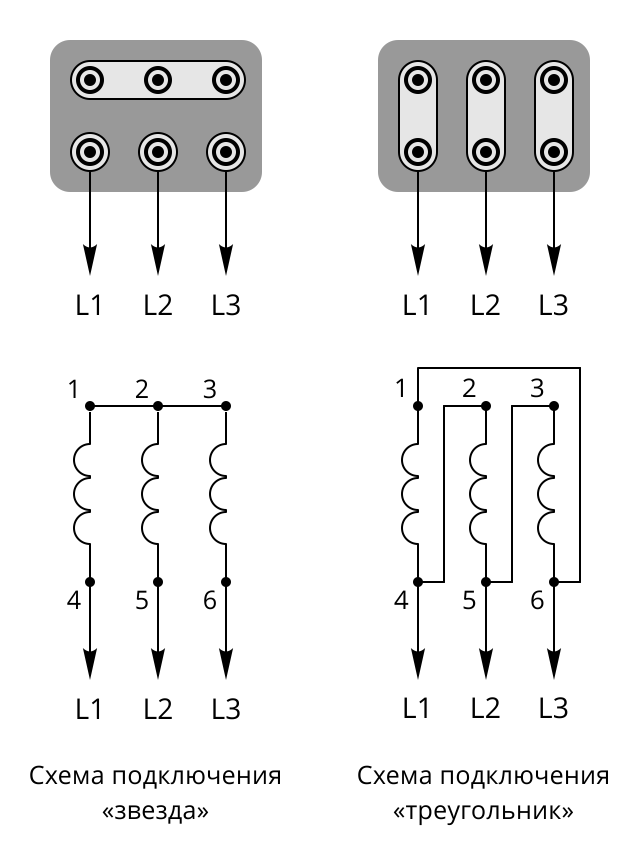 L1 L2 L3
L1 L2 L3
1 2 3
1 2 3
4 5 6
4 5 6
L1 L2 L3
L1 L2 L3
Схема подключения
«звезда»
Схема подключения
«треугольник»